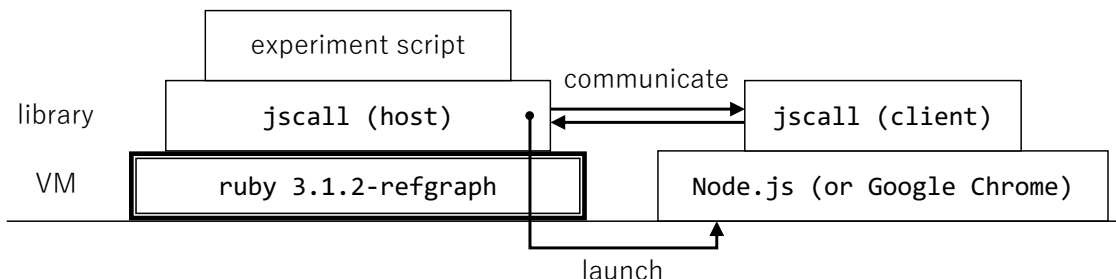 experiment script
communicate
library
jscall (host)
jscall (client)
VM
ruby 3.1.2-refgraph
Node.js (or Google Chrome)
launch